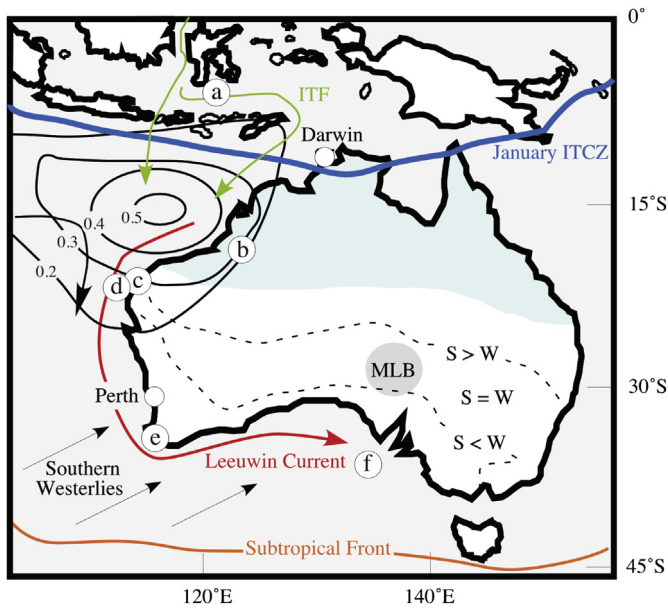 0°
a
ITF
Darwin
January ITCZ
15°S
0.5
0.4
0.3
0.2
b
c
d
S > W
MLB
30°S
Perth
S = W
e
S < W
Leeuwin Current
f
Southern
Westerlies
Subtropical Front
45°S
120°E
140°E